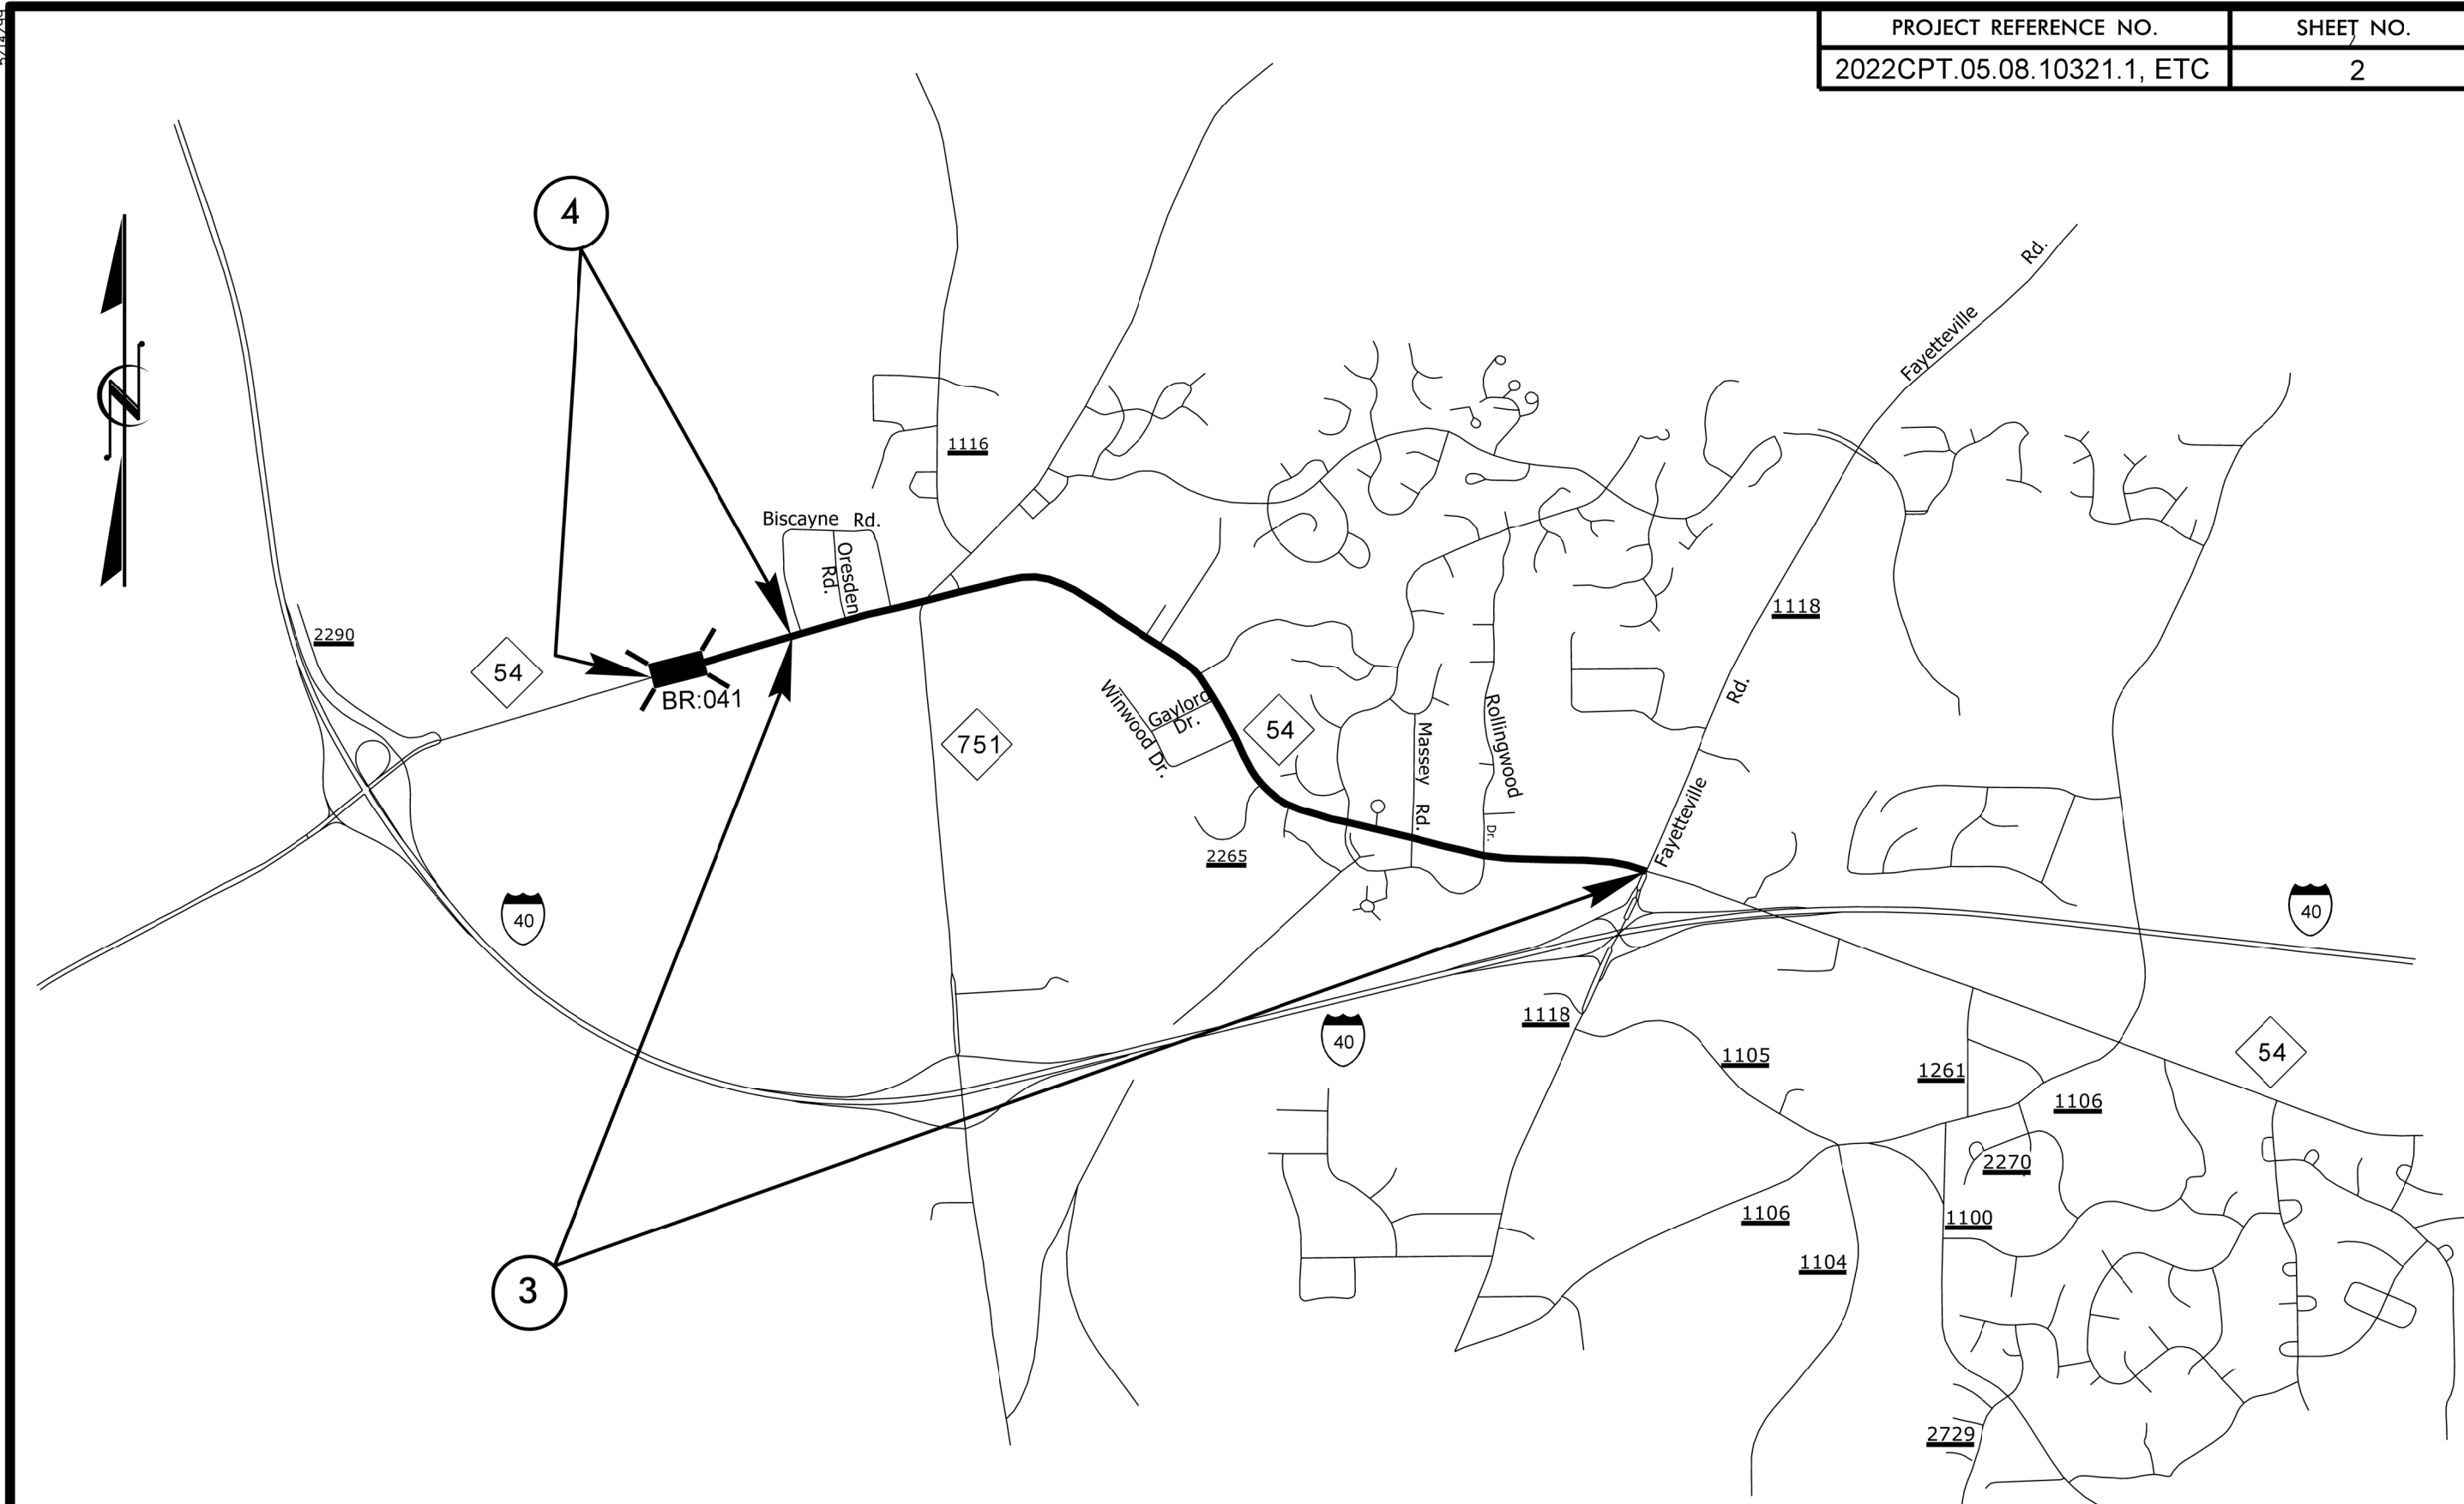 PROJECT REFERENCE NO.
SHEET NO.
2022CPT.05.08.10321.1, ETC
2
4
Fayetteville Rd.
1116
Biscayne Rd.
Oresden
Rd.
1118
2290
54
BR:041
Rd.
Winwood Dr.
Gaylord
Dr.
54
751
Massey Rd.
Rollingwood
Dr.
Fayetteville
2265
40
40
1118
40
1105
1261
54
1106
2270
1106
1100
1104
3
2729